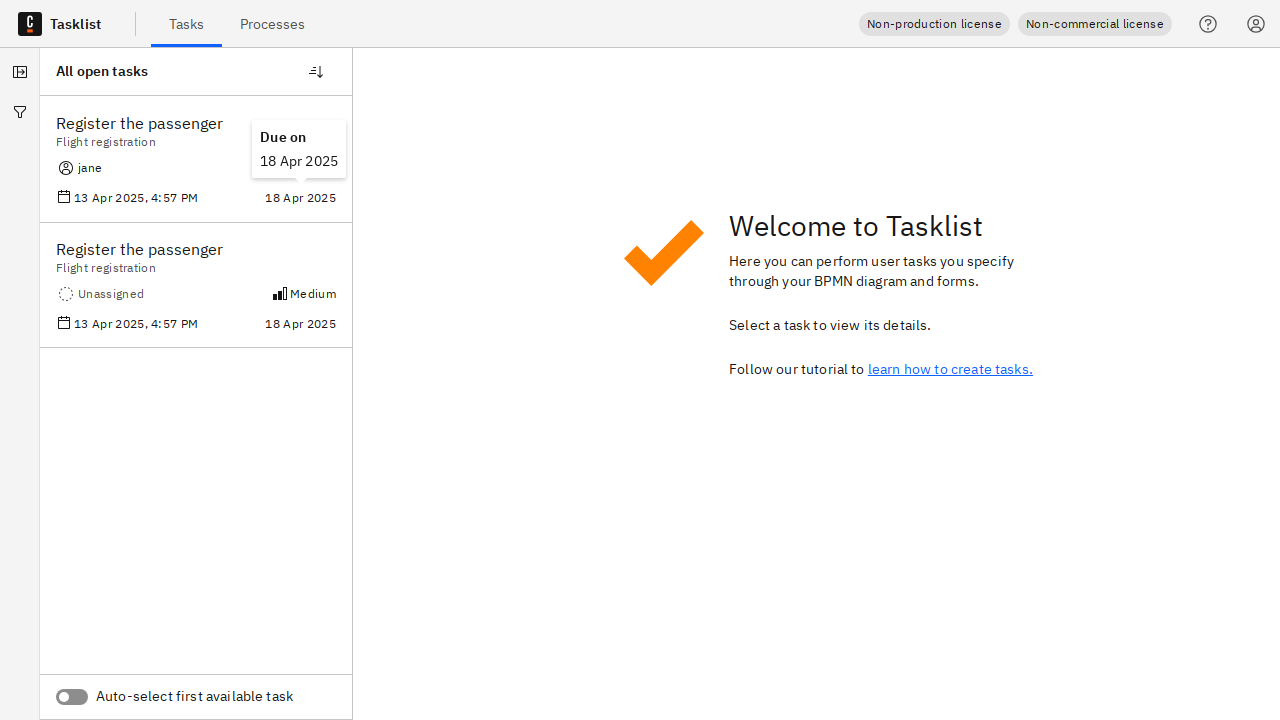 Tasklist
Tasks
Processes
Non-production license
Non-commercial license
All open tasks
Register the passenger
Flight registration
Due on
18 Apr 2025
jane
13 Apr 2025, 4:57 PM
18 Apr 2025
Register the passenger
Flight registration
Unassigned
Medium
13 Apr 2025, 4:57 PM
18 Apr 2025
Auto-select first available task
Welcome to Tasklist
Here you can perform user tasks you specify
through your BPMN diagram and forms.
Select a task to view its details.
Follow our tutorial to learn how to create tasks.